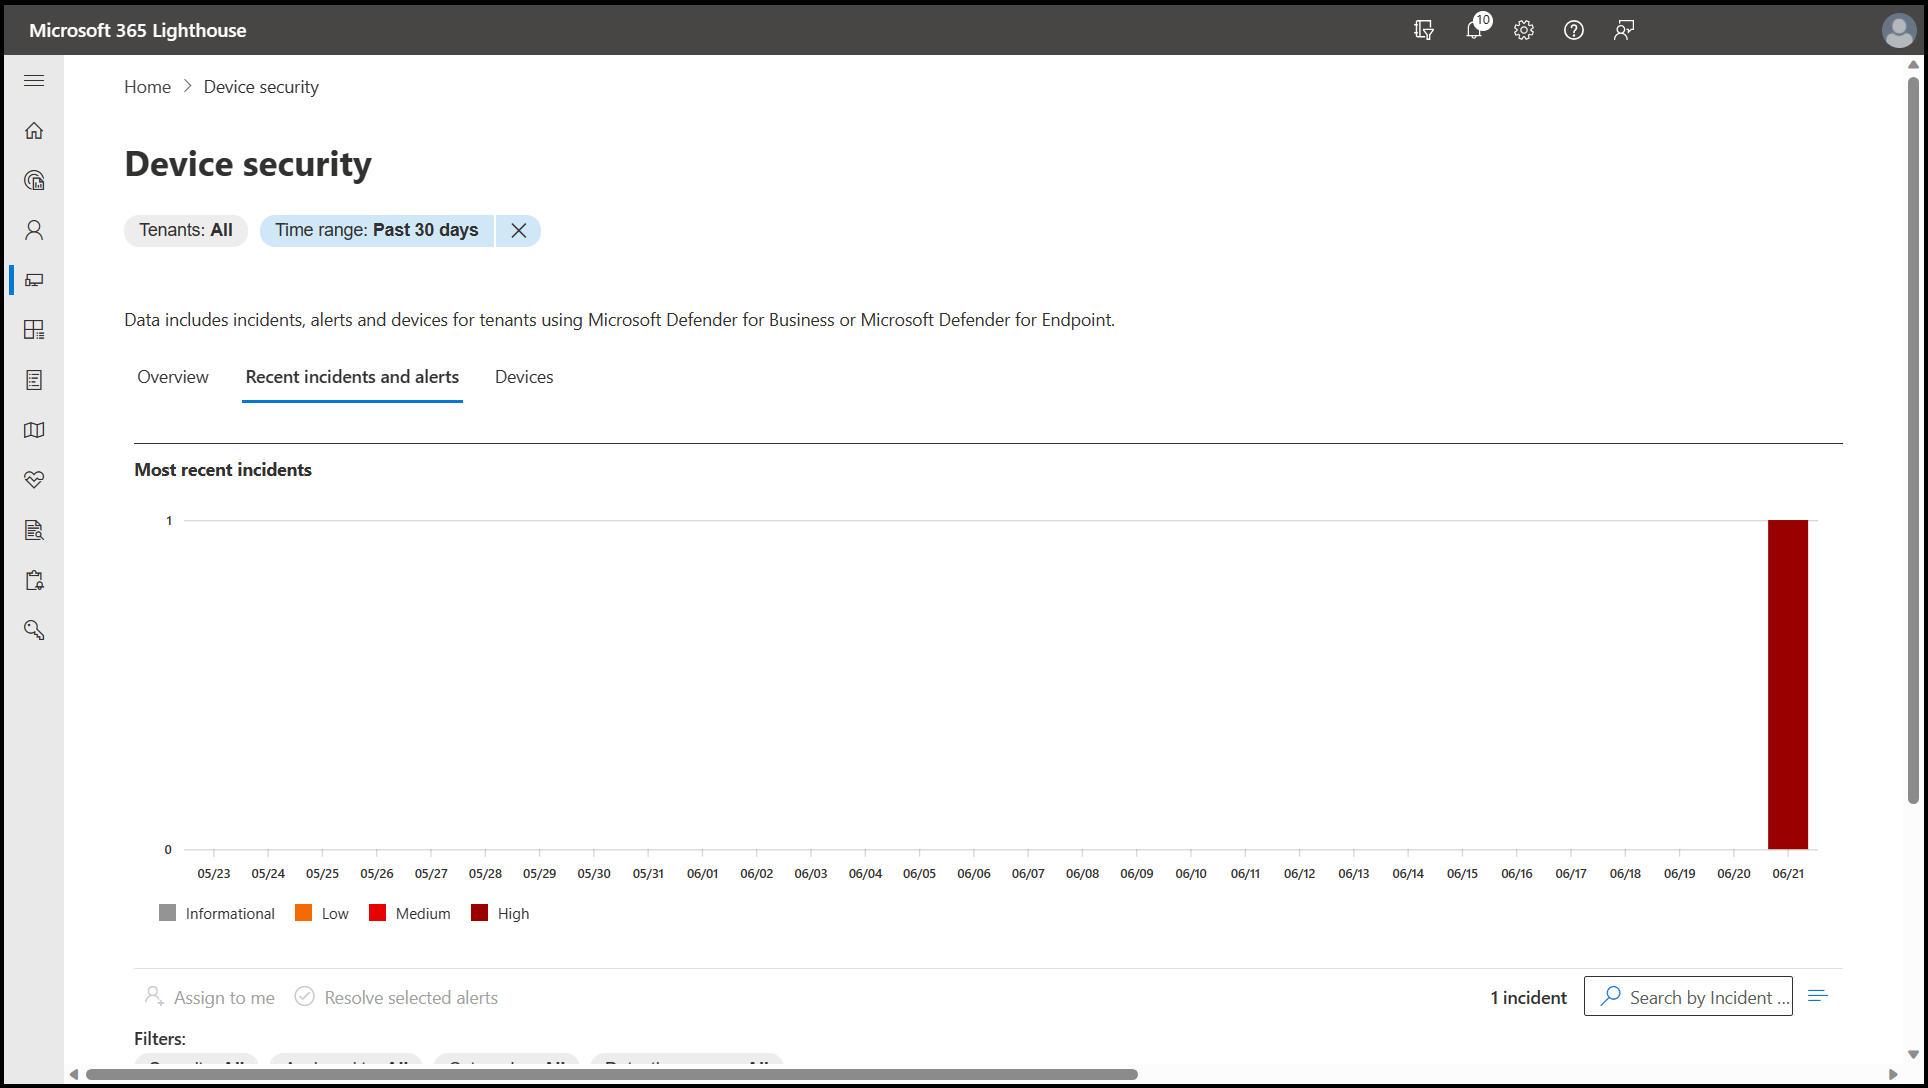 Microsoft 365 Lighthouse
10
Home > Device security
Device security
Tenants: All
Time range: Past 30 days
Data includes incidents, alerts and devices for tenants using Microsoft Defender for Business or Microsoft Defender for Endpoint.
Overview
Recent incidents and alerts
Devices
Most recent incidents
1
0
05/23 05/24 05/25 05/26 05/27 05/28 05/29 05/30 05/31 06/01 06/02 06/03 06/04 06/05 06/06 06/07 06/08 06/09 06/10 06/11 06/12 06/13 06/14 06/15 06/16 06/17 06/18 06/19 06/20 06/21
Informational Low Medium High
Assign to me
Resolve selected alerts
1 incident
Search by Incident ...
Filters: